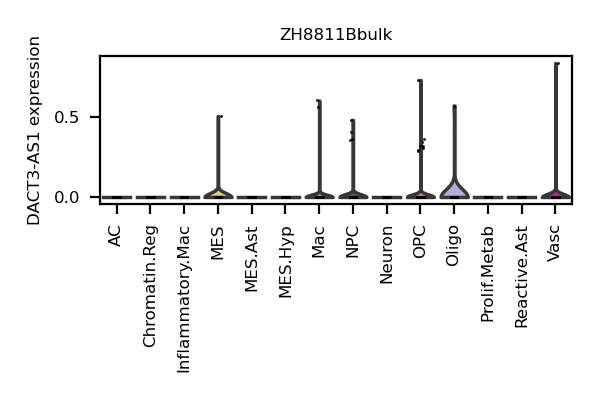 ZH8811Bbulk
DACT3-AS1 expression
0.5
0.0
AC
Chromatin.Reg
Inflammatory.Mac
MES
MES.Ast
MES.Hyp
Mac
NPC
Neuron
OPC
Oligo
Prolif.Metab
Reactive.Ast
Vasc